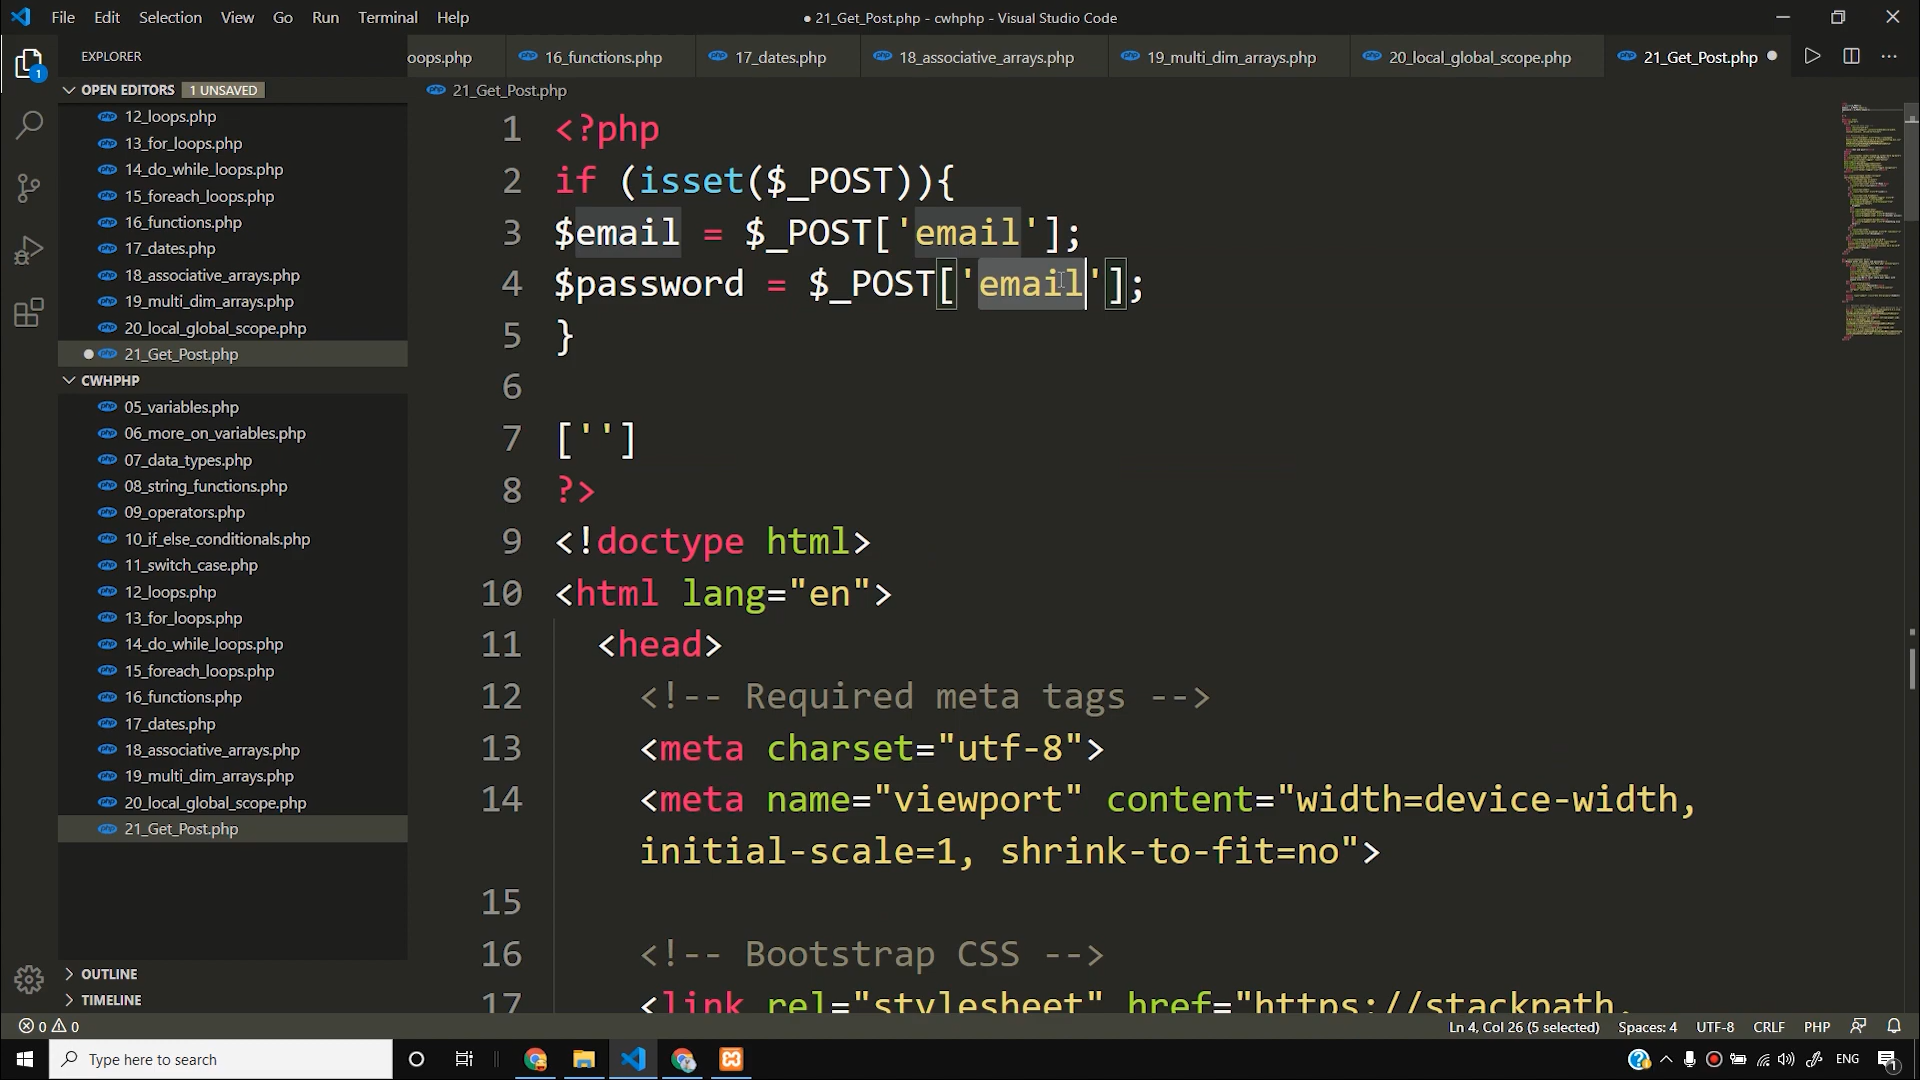 File Edit Selection View Go Run Terminal Help
● 21_Get_Post.php - cwhphp - Visual Studio Code
EXPLORER
OPEN EDITORS 1 UNSAVED
12_loops.php
13_for_loops.php
14_do_while_loops.php
15_foreach_loops.php
16_functions.php
17_dates.php
18_associative_arrays.php
19_multi_dim_arrays.php
20_local_global_scope.php
21_Get_Post.php
CWHPHP
05_variables.php
06_more_on_variables.php
07_data_types.php
08_string_functions.php
09_operators.php
10_if_else_conditionals.php
11_switch_case.php
12_loops.php
13_for_loops.php
14_do_while_loops.php
15_foreach_loops.php
16_functions.php
17_dates.php
18_associative_arrays.php
19_multi_dim_arrays.php
20_local_global_scope.php
21_Get_Post.php
OUTLINE
TIMELINE
oops.php 16_functions.php 17_dates.php 18_associative_arrays.php 19_multi_dim_arrays.php 20_local_global_scope.php 21_Get_Post.php
21_Get_Post.php
1 <?php
2 if (isset($_POST)){
3 $email = $_POST['email'];
4 $password = $_POST['email'];
5 }
6
7 ['']
8 ?>
9 <!doctype html>
10 <html lang="en">
11 <head>
12 <!-- Required meta tags -->
13 <meta charset="utf-8">
14 <meta name="viewport" content="width=device-width,
initial-scale=1, shrink-to-fit=no">
15
16 <!-- Bootstrap CSS -->
17 <link rel="stylesheet" href="https://stackpath.
0 0 Ln 4, Col 26 (5 selected) Spaces: 4 UTF-8 CRLF PHP
Type here to search
ENG